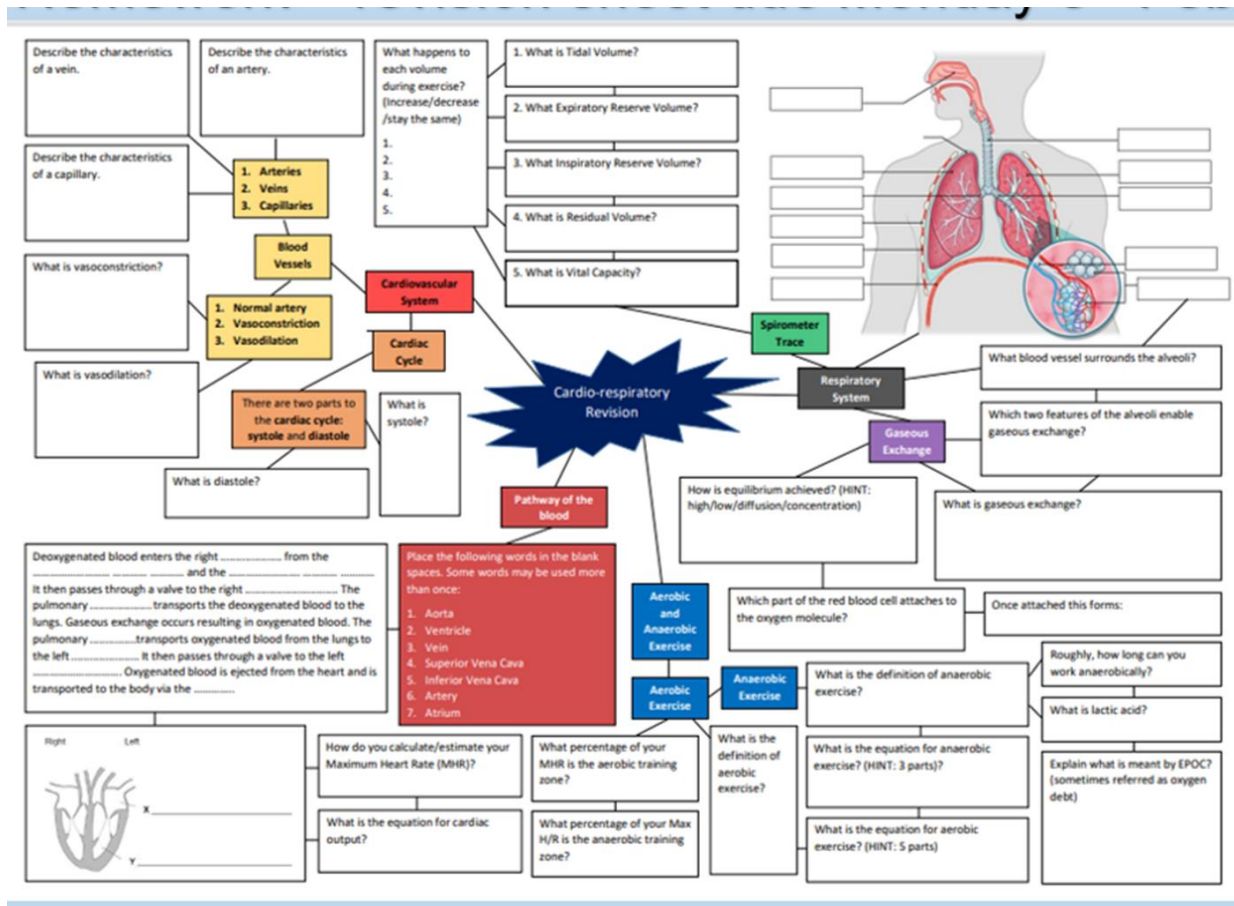 Describe the characteristics
of a vein.
Describe the characteristics
of an artery.
What happens to
each volume
during exercise?
(Increase/decrease
/stay the same)
1.
2.
3.
4.
5.
1. What is Tidal Volume?
2. What Expiratory Reserve Volume?
3. What Inspiratory Reserve Volume?
4. What is Residual Volume?
5. What is Vital Capacity?
Describe the characteristics
of a capillary.
1. Arteries
2. Veins
3. Capillaries
Blood
Vessels
What is vasoconstriction?
1. Normal artery
2. Vasoconstriction
3. Vasodilation
Cardiovascular
System
Cardiac
Cycle
What is vasodilation?
There are two parts to
the cardiac cycle:
systole and diastole
What is
systole?
What is diastole?
Cardio-respiratory
Revision
Spirometer
Trace
Respiratory
System
Gaseous
Exchange
What blood vessel surrounds the alveoli?
Which two features of the alveoli enable
gaseous exchange?
How is equilibrium achieved? (HINT:
high/low/diffusion/concentration)
What is gaseous exchange?
Which part of the red blood cell attaches to
the oxygen molecule?
Once attached this forms:
Pathway of the
blood
Place the following words in the blank
spaces. Some words may be used more
than once:
1. Aorta
2. Ventricle
3. Vein
4. Superior Vena Cava
5. Inferior Vena Cava
6. Artery
7. Atrium
Deoxygenated blood enters the right ........................ from the
............................. ............. ............. and the .......................... ............. .............
It then passes through a valve to the right .................................. The
pulmonary ....................... transports the deoxygenated blood to the
lungs. Gaseous exchange occurs resulting in oxygenated blood. The
pulmonary .................transports oxygenated blood from the lungs to
the left .......................... It then passes through a valve to the left
................................. Oxygenated blood is ejected from the heart and is
transported to the body via the ...............
Right Left
X
Y
How do you calculate/estimate your
Maximum Heart Rate (MHR)?
What is the equation for cardiac
output?
Aerobic
and
Anaerobic
Exercise
Aerobic
Exercise
Anaerobic
Exercise
What percentage of your
MHR is the aerobic training
zone?
What percentage of your Max
H/R is the anaerobic training
zone?
What is the
definition of
aerobic
exercise?
What is the definition of anaerobic
exercise?
What is the equation for anaerobic
exercise? (HINT: 3 parts)?
What is the equation for aerobic
exercise? (HINT: 5 parts)
Roughly, how long can you
work anaerobically?
What is lactic acid?
Explain what is meant by EPOC?
(sometimes referred as oxygen
debt)